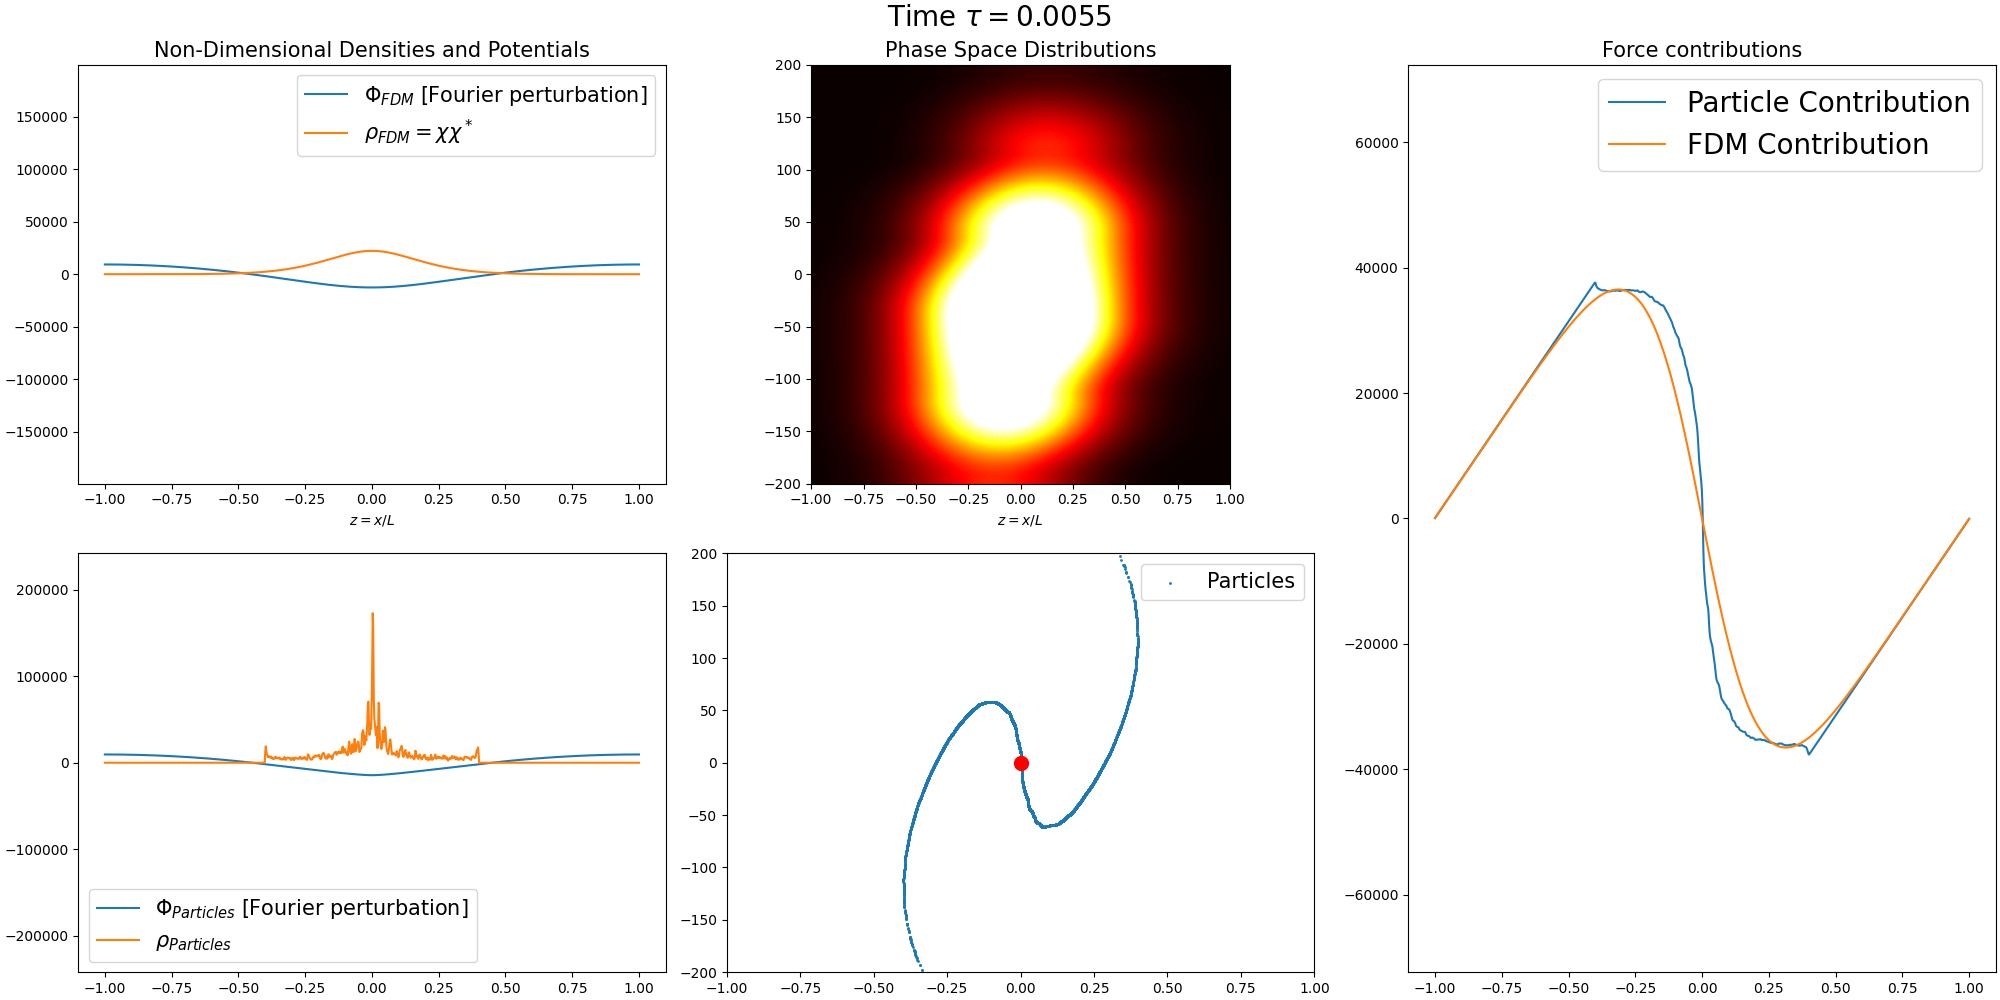 Time τ = 0.0055
Non-Dimensional Densities and Potentials
Φ_FDM [Fourier perturbation]
ρ_FDM = χχ*
150000
100000
50000
0
−50000
−100000
−150000
−1.00 −0.75 −0.50 −0.25 0.00 0.25 0.50 0.75 1.00
z = x/L
Phase Space Distributions
200
150
100
50
0
−50
−100
−150
−200
−1.00 −0.75 −0.50 −0.25 0.00 0.25 0.50 0.75 1.00
z = x/L
Force contributions
Particle Contribution
FDM Contribution
60000
40000
20000
0
−20000
−40000
−60000
−1.00 −0.75 −0.50 −0.25 0.00 0.25 0.50 0.75 1.00
200000
100000
0
−100000
−200000
Φ_Particles [Fourier perturbation]
ρ_Particles
−1.00 −0.75 −0.50 −0.25 0.00 0.25 0.50 0.75 1.00
Particles
200
150
100
50
0
−50
−100
−150
−200
−1.00 −0.75 −0.50 −0.25 0.00 0.25 0.50 0.75 1.00